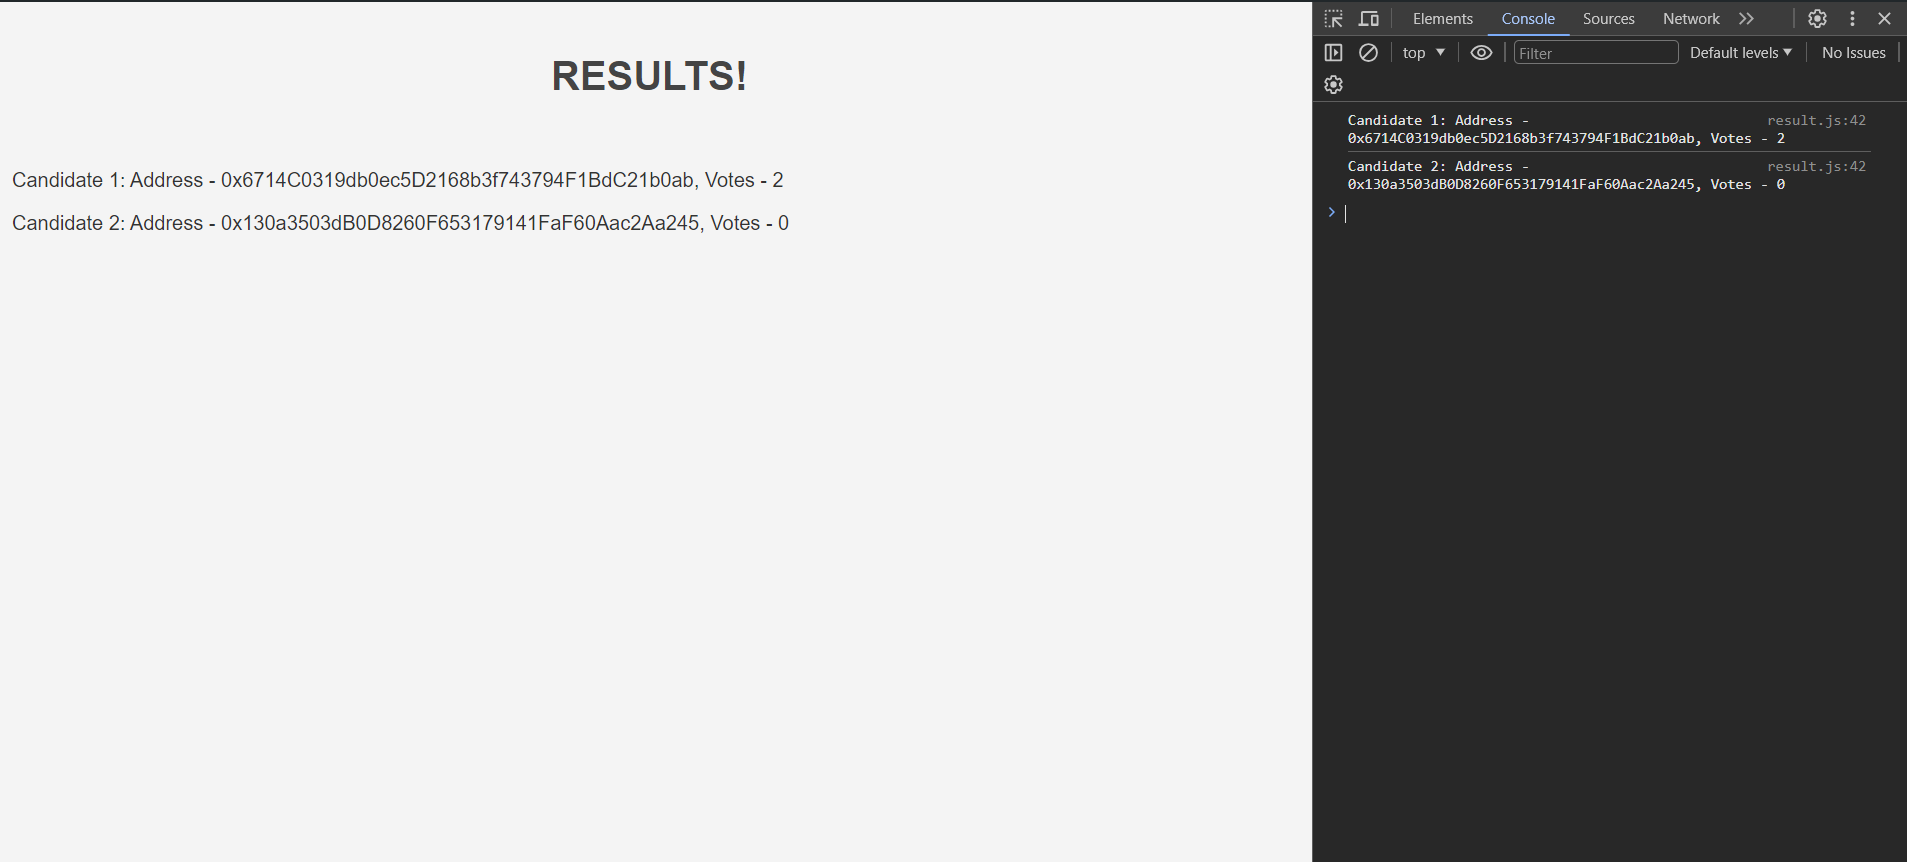 RESULTS!
Candidate 1: Address - 0x6714C0319db0ec5D2168b3f743794F1BdC21b0ab, Votes - 2
Candidate 2: Address - 0x130a3503dB0D8260F653179141FaF60Aac2Aa245, Votes - 0
Elements Console Sources Network
top Filter Default levels No Issues
Candidate 1: Address - result.js:42
0x6714C0319db0ec5D2168b3f743794F1BdC21b0ab, Votes - 2
Candidate 2: Address - result.js:42
0x130a3503dB0D8260F653179141FaF60Aac2Aa245, Votes - 0